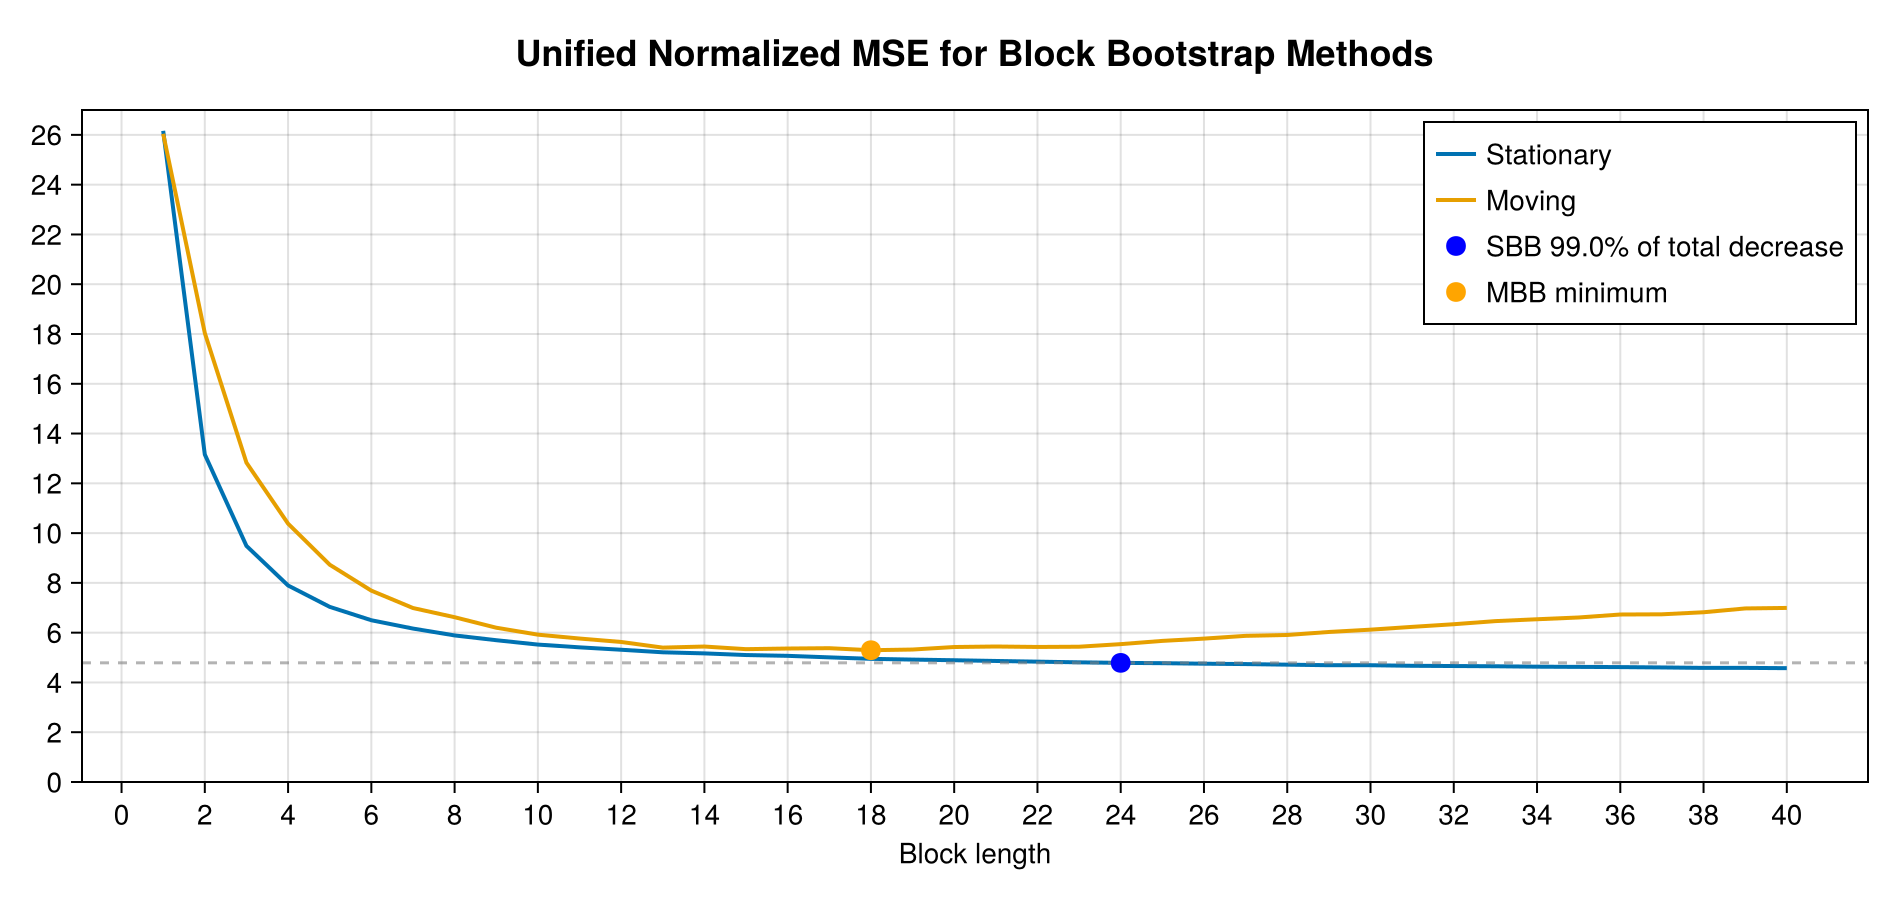 Unified Normalized MSE for Block Bootstrap Methods
Stationary
Moving
SBB 99.0% of total decrease
MBB minimum
26
24
22
20
18
16
14
12
10
8
6
4
2
0
0 2 4 6 8 10 12 14 16 18 20 22 24 26 28 30 32 34 36 38 40
Block length